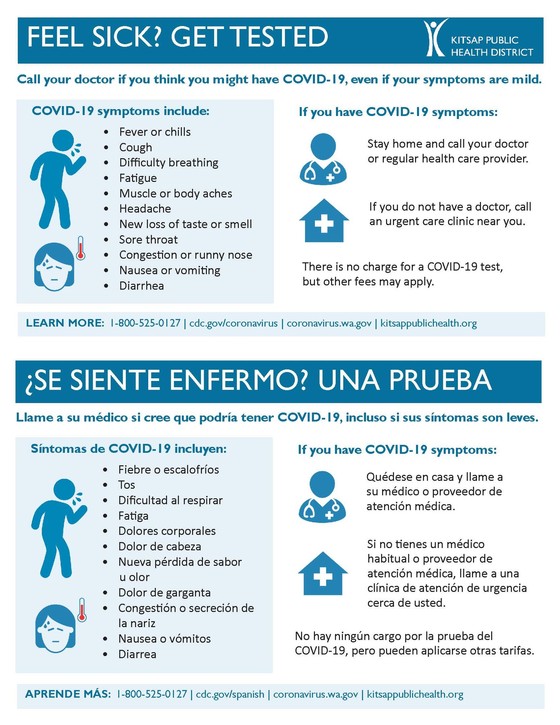 FEEL SICK? GET TESTED
KITSAP PUBLIC
HEALTH DISTRICT
Call your doctor if you think you might have COVID-19, even if your symptoms are mild.
COVID-19 symptoms include:
• Fever or chills
• Cough
• Difficulty breathing
• Fatigue
• Muscle or body aches
• Headache
• New loss of taste or smell
• Sore throat
• Congestion or runny nose
• Nausea or vomiting
• Diarrhea
If you have COVID-19 symptoms:
Stay home and call your doctor
or regular health care provider.
If you do not have a doctor, call
an urgent care clinic near you.
There is no charge for a COVID-19 test,
but other fees may apply.
LEARN MORE: 1-800-525-0127 | cdc.gov/coronavirus | coronavirus.wa.gov | kitsappublichealth.org
¿SE SIENTE ENFERMO? UNA PRUEBA
Llame a su médico si cree que podría tener COVID-19, incluso si sus síntomas son leves.
Síntomas de COVID-19 incluyen:
• Fiebre o escalofríos
• Tos
• Dificultad al respirar
• Fatiga
• Dolores corporales
• Dolor de cabeza
• Nueva pérdida de sabor
u olor
• Dolor de garganta
• Congestión o secreción de
la nariz
• Nausea o vómitos
• Diarrea
If you have COVID-19 symptoms:
Quédese en casa y llame a
su médico o proveedor de
atención médica.
Si no tienes un médico
habitual o proveedor de
atención médica, llame a una
clínica de atención de urgencia
cerca de usted.
No hay ningún cargo por la prueba del
COVID-19, pero pueden aplicarse otras tarifas.
APRENDE MÁS: 1-800-525-0127 | cdc.gov/spanish | coronavirus.wa.gov | kitsappublichealth.org